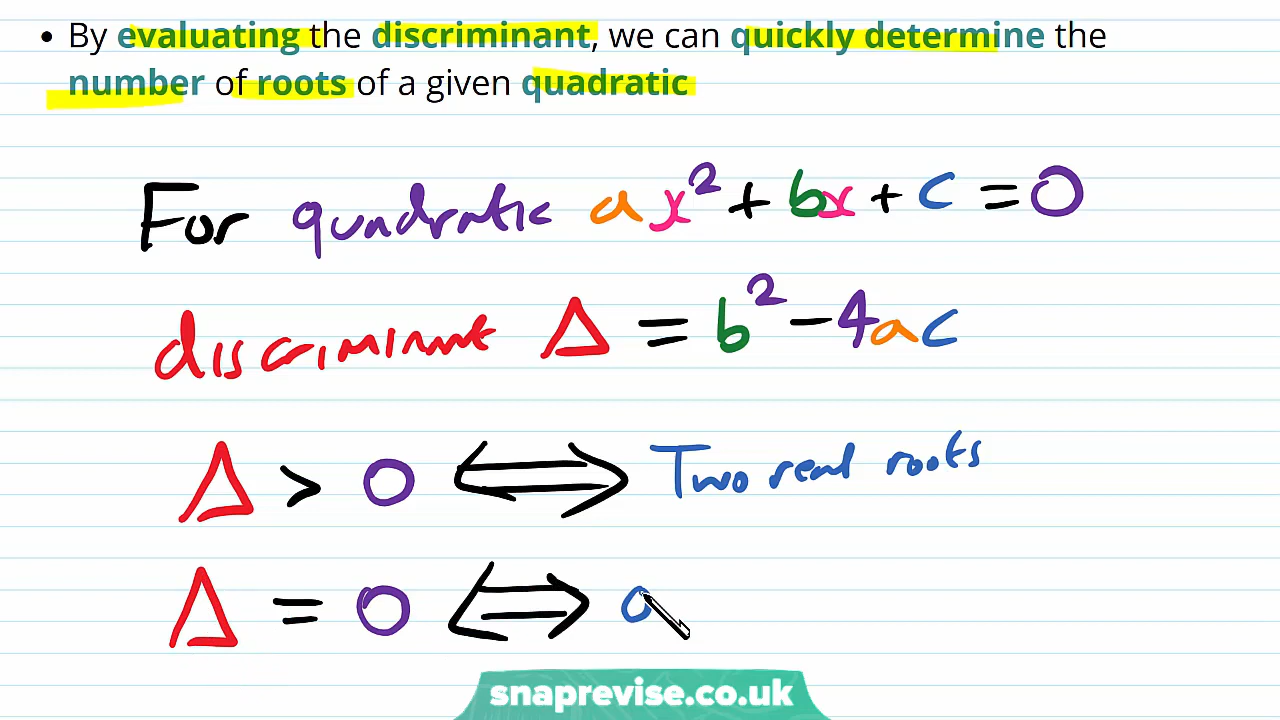 • By evaluating the discriminant, we can quickly determine the
number of roots of a given quadratic
For quadratic ax² + bx + c = 0
discriminant Δ = b² - 4ac
Δ > 0 ⟺ Two real roots
Δ = 0 ⟺
snaprevise.co.uk